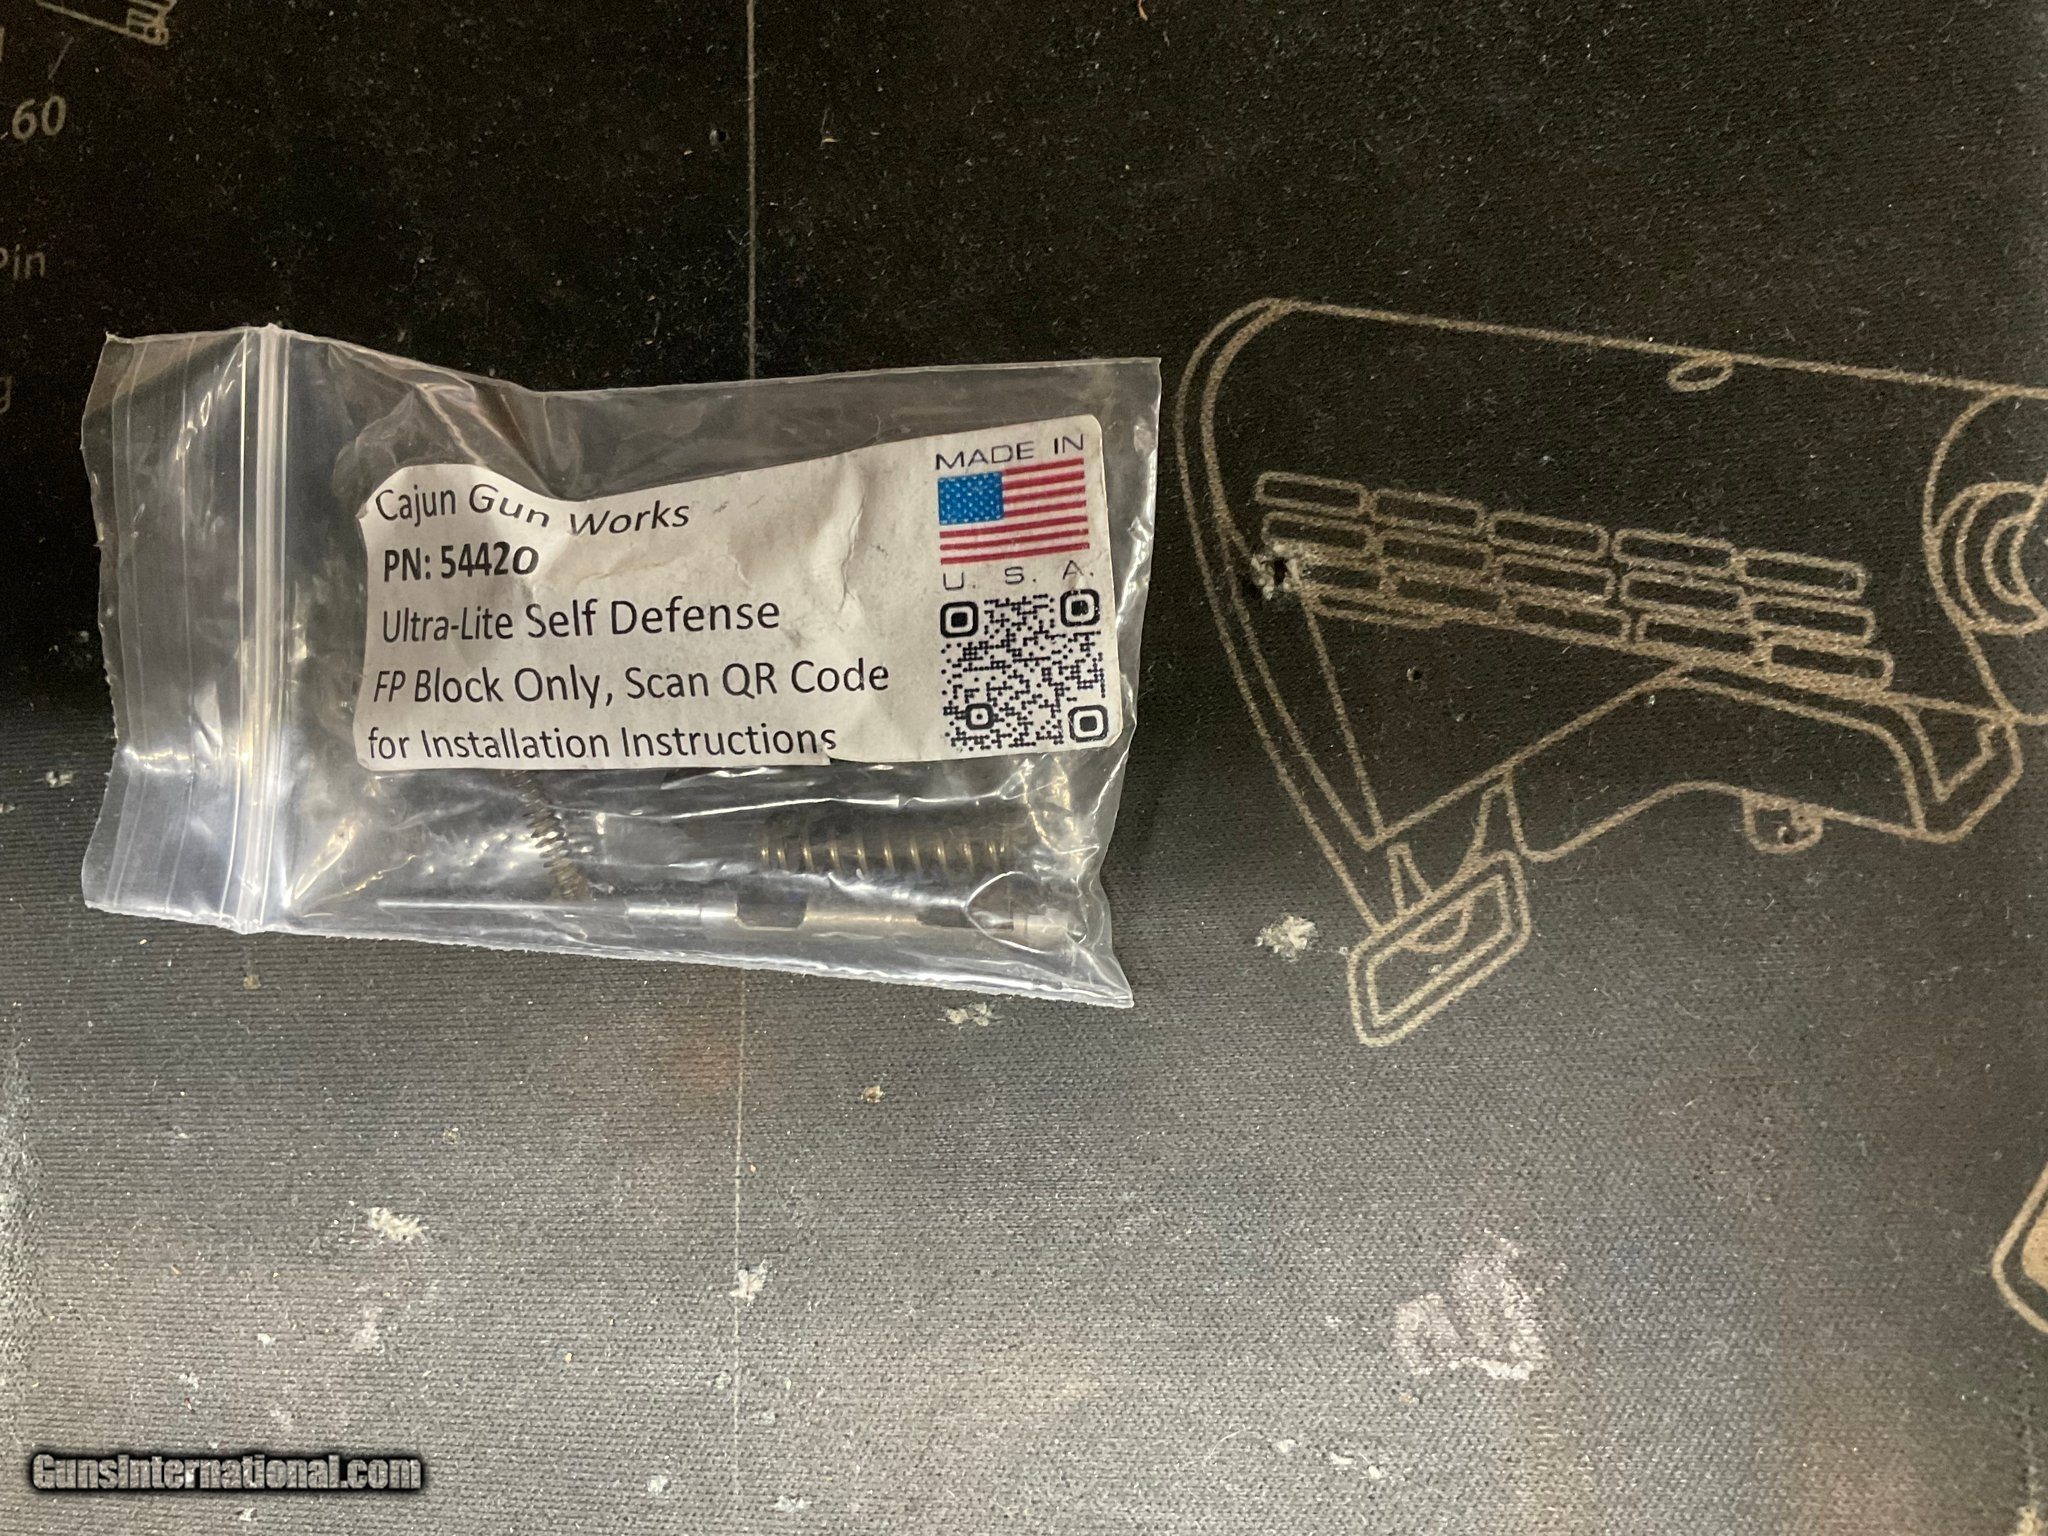 60
Pin
Cajun Gun Works
PN: 54420
Ultra-Lite Self Defense
FP Block Only, Scan QR Code
for Installation Instructions
MADE IN
U. S. A.
GunsInternational.com